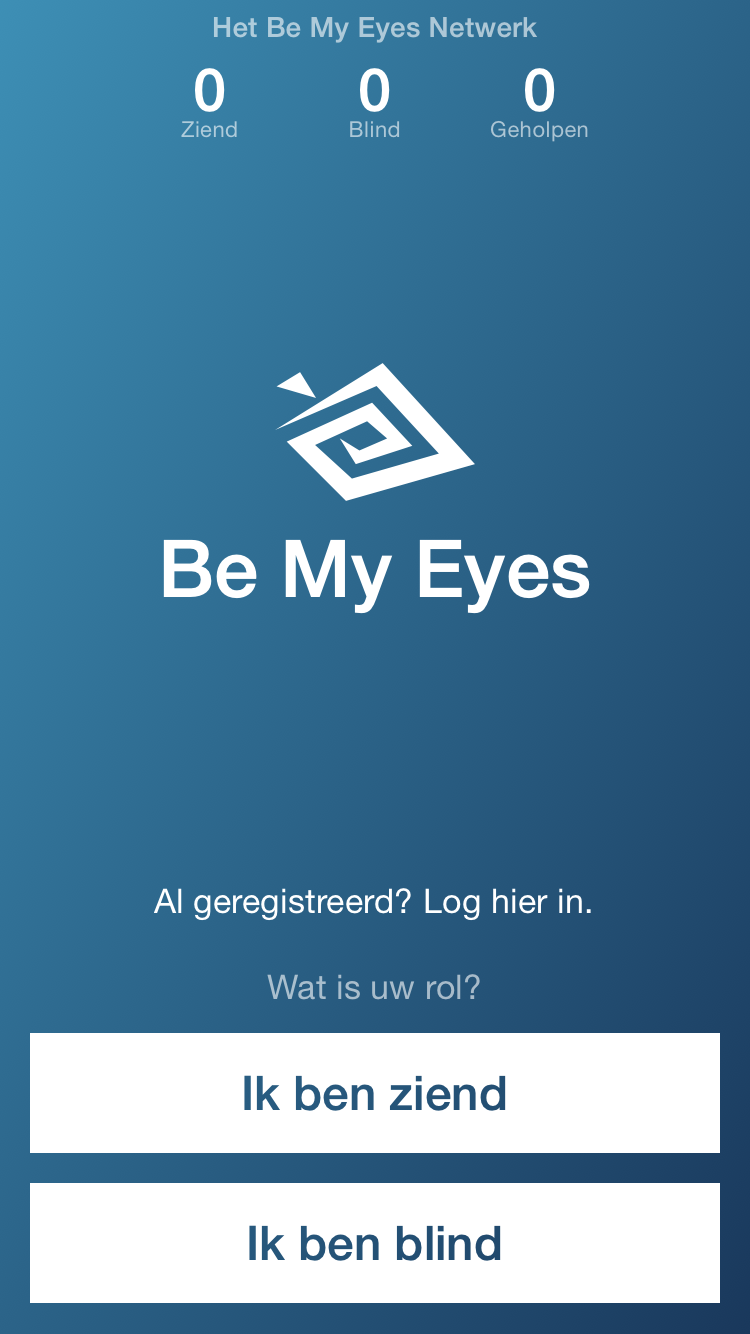 Het Be My Eyes Netwerk
0 0 0
Ziend Blind Geholpen
Be My Eyes
Al geregistreerd? Log hier in.
Wat is uw rol?
Ik ben ziend
Ik ben blind